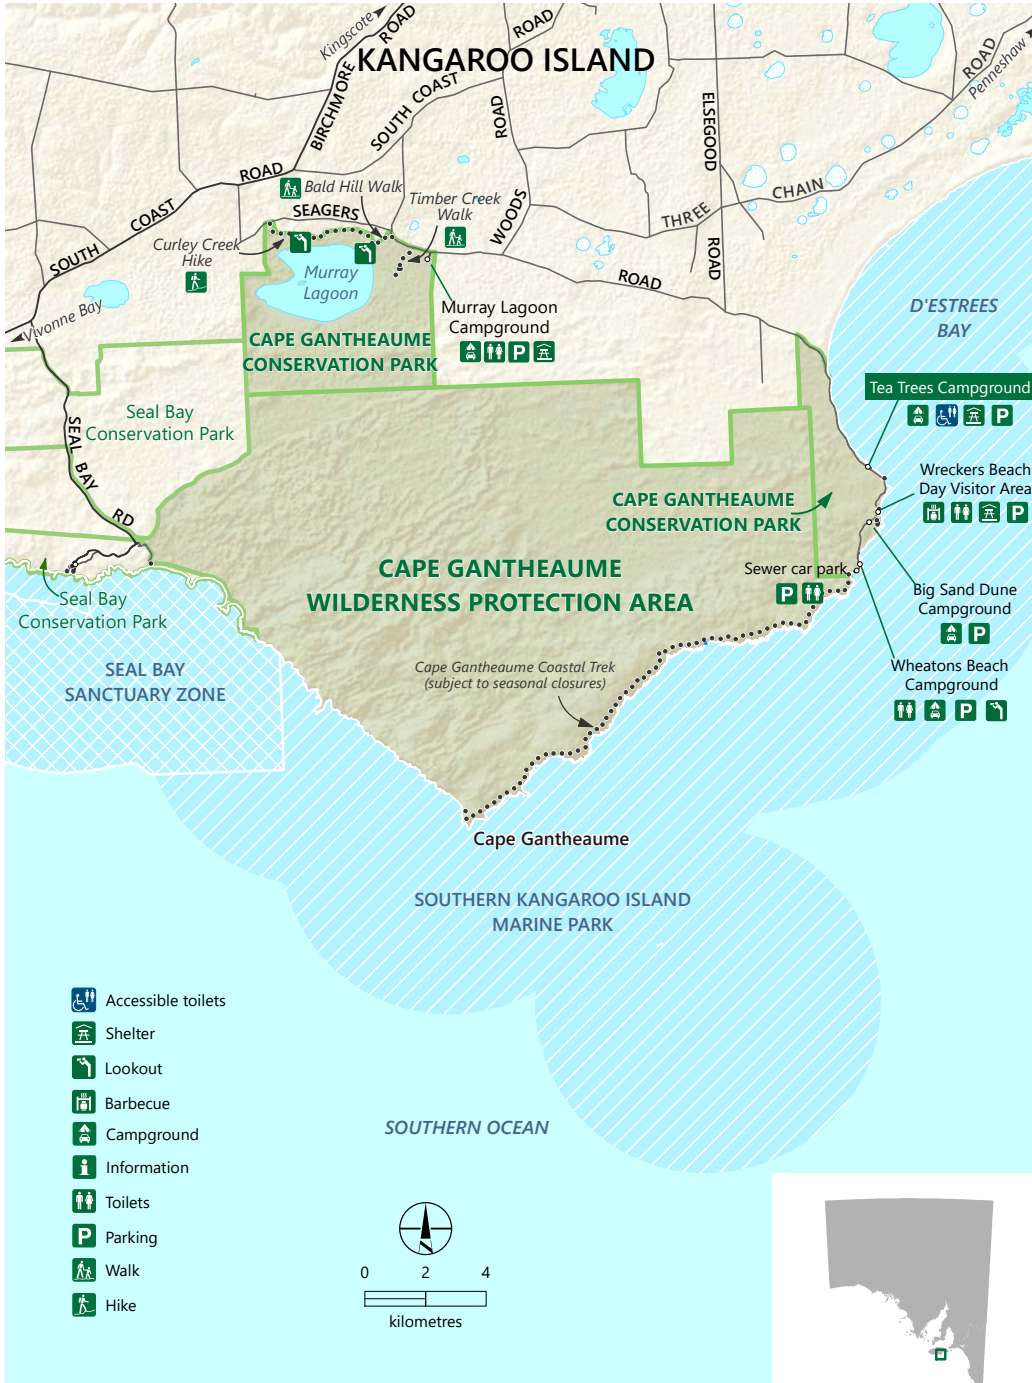 Kingscote
ROAD
ROAD
KANGAROO ISLAND
ROAD
Penneshaw
BIRCHMORE
SOUTH COAST
ROAD
ELSEGOOD
ROAD
Bald Hill Walk
CHAIN
SOUTH
COAST
ROAD
SEAGERS
Timber Creek
Walk
WOODS
THREE
ROAD
Curley Creek
Hike
Murray
Lagoon
ROAD
Vivonne Bay
Murray Lagoon
Campground
P
D'ESTREES
BAY
CAPE GANTHEAUME
CONSERVATION PARK
Tea Trees Campground
P
Seal Bay
Conservation Park
SEAL BAY
RD
Wreckers Beach
Day Visitor Area
P
CAPE GANTHEAUME
CONSERVATION PARK
CAPE GANTHEAUME
WILDERNESS PROTECTION AREA
Sewer car park
P
Big Sand Dune
Campground
P
Seal Bay
Conservation Park
SEAL BAY
SANCTUARY ZONE
Cape Gantheaume Coastal Trek
(subject to seasonal closures)
Wheatons Beach
Campground
P
Cape Gantheaume
SOUTHERN KANGAROO ISLAND
MARINE PARK
SOUTHERN OCEAN
Accessible toilets
Shelter
Lookout
Barbecue
Campground
i Information
Toilets
P Parking
Walk
Hike
N
0 2 4
kilometres